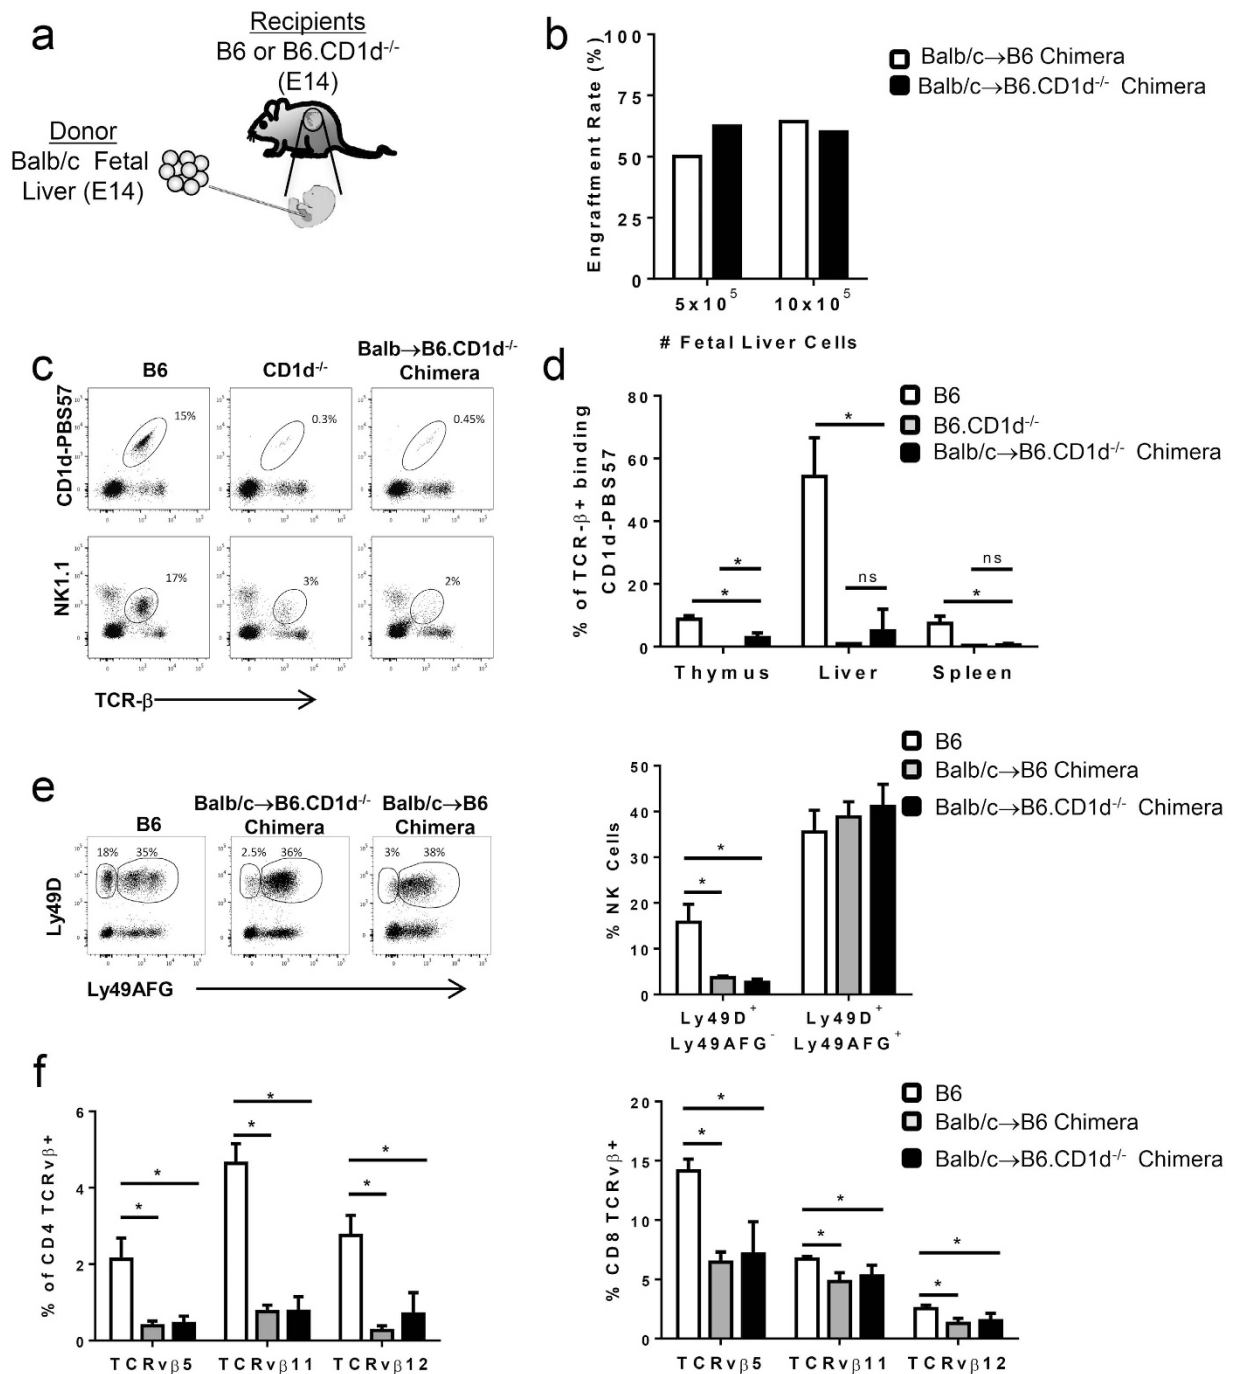 a
Recipients
B6 or B6.CD1d-/-
(E14)
Donor
Balb/c Fetal
Liver (E14)
b
Engraftment Rate (%)
100
75
50
25
0
5x10^5
10x10^5
# Fetal Liver Cells
Balb/c→B6 Chimera
Balb/c→B6.CD1d-/- Chimera
c
B6
CD1d-/-
Balb→B6.CD1d-/-
Chimera
CD1d-PBS57
15%
0.3%
0.45%
NK1.1
17%
3%
2%
TCR-β
d
B6
B6.CD1d-/-
Balb/c→B6.CD1d-/- Chimera
% of TCR-β+ binding
CD1d-PBS57
80
60
40
20
0
*
*
*
ns
ns
*
Thymus
Liver
Spleen
e
B6
Balb/c→B6.CD1d-/-
Chimera
Balb/c→B6
Chimera
Ly49D
18%
35%
2.5%
36%
3%
38%
Ly49AFG
B6
Balb/c→B6 Chimera
Balb/c→B6.CD1d-/- Chimera
% NK Cells
50
40
30
20
10
0
*
*
Ly49D+
Ly49AFG-
Ly49D+
Ly49AFG+
f
% of CD4 TCRvβ+
6
4
2
0
*
*
*
*
*
*
TCRvβ5
TCRvβ11
TCRvβ12
B6
Balb/c→B6 Chimera
Balb/c→B6.CD1d-/- Chimera
% CD8 TCRvβ+
20
15
10
5
0
*
*
*
*
*
*
TCRvβ5
TCRvβ11
TCRvβ12